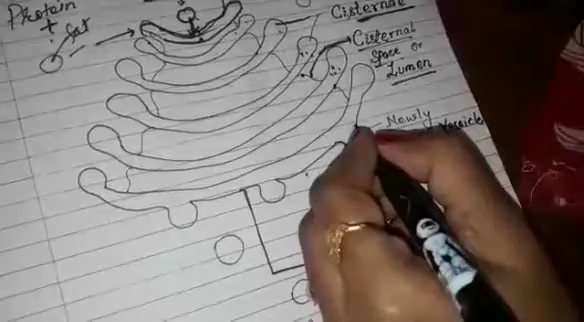 Protein
+ fat
Cisternae
Cisternal
Space or
Lumen
Newly
Vesicle